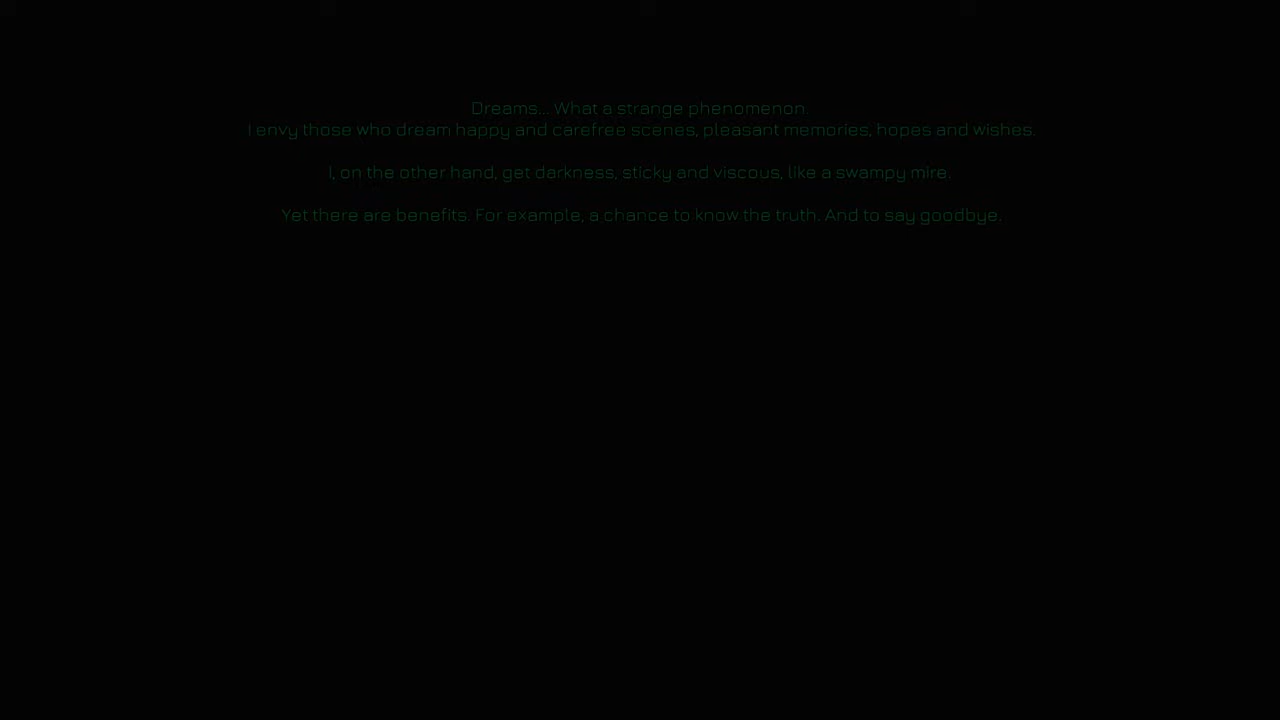 Dreams... What a strange phenomenon.
I envy those who dream happy and carefree scenes, pleasant memories, hopes and wishes.
I, on the other hand, get darkness, sticky and viscous, like a swampy mire.
Yet there are benefits. For example, a chance to know the truth. And to say goodbye.